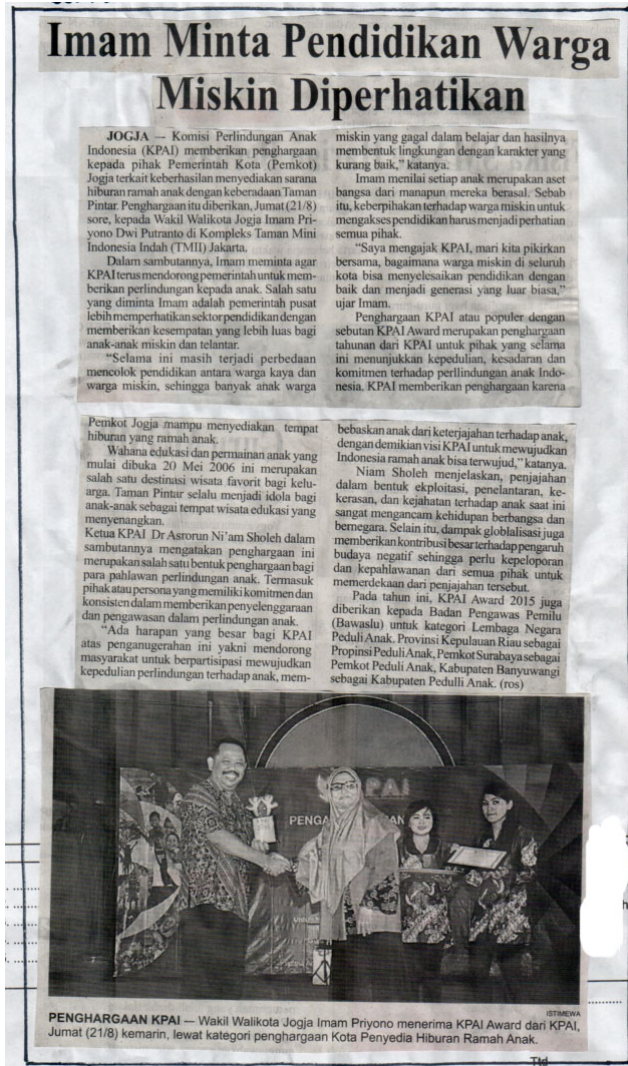 Imam Minta Pendidikan Warga
Miskin Diperhatikan
JOGJA — Komisi Perlindungan Anak
Indonesia (KPAI) memberikan penghargaan
kepada pihak Pemerintah Kota (Pemkot)
Jogja terkait keberhasilan menyediakan sarana
hiburan ramah anak dengan keberadaan Taman
Pintar. Penghargaan itu diberikan, Jumat (21/8)
sore, kepada Wakil Walikota Jogja Imam Pri-
yono Dwi Putranto di Kompleks Taman Mini
Indonesia Indah (TMII) Jakarta.
Dalam sambutannya, Imam meminta agar
KPAI terus mendorong pemerintah untuk mem-
berikan perlindungan kepada anak. Salah satu
yang diminta Imam adalah pemerintah pusat
lebih memperhatikan sektor pendidikan dengan
memberikan kesempatan yang lebih luas bagi
anak-anak miskin dan telantar.
"Selama ini masih terjadi perbedaan
mencolok pendidikan antara warga kaya dan
warga miskin, sehingga banyak anak warga
miskin yang gagal dalam belajar dan hasilnya
membentuk lingkungan dengan karakter yang
kurang baik," katanya.
Imam menilai setiap anak merupakan aset
bangsa dari manapun mereka berasal. Sebab
itu, keberpihakan terhadap warga miskin untuk
mengakses pendidikan harus menjadi perhatian
semua pihak.
"Saya mengajak KPAI, mari kita pikirkan
bersama, bagaimana warga miskin di seluruh
kota bisa menyelesaikan pendidikan dengan
baik dan menjadi generasi yang luar biasa,"
ujar Imam.
Penghargaan KPAI atau populer dengan
sebutan KPAI Award merupakan penghargaan
tahunan dari KPAI untuk pihak yang selama
ini menunjukkan kepedulian, kesadaran dan
komitmen terhadap perllindungan anak Indo-
nesia. KPAI memberikan penghargaan karena
Pemkot Jogja mampu menyediakan tempat
hiburan yang ramah anak.
Wahana edukasi dan permainan anak yang
mulai dibuka 20 Mei 2006 ini merupakan
salah satu destinasi wisata favorit bagi kelu-
arga. Taman Pintar selalu menjadi idola bagi
anak-anak sebagai tempat wisata edukasi yang
menyenangkan.
Ketua KPAI Dr Asrorun Ni'am Sholeh dalam
sambutannya mengatakan penghargaan ini
merupakan salah satu bentuk penghargaan bagi
para pahlawan perlindungan anak. Termasuk
pihak atau persona yang memiliki komitmen dan
konsisten dalam memberikan penyelenggaraan
dan pengawasan dalam perlindungan anak.
"Ada harapan yang besar bagi KPAI
atas penganugerahan ini yakni mendorong
masyarakat untuk berpartisipasi mewujudkan
kepedulian perlindungan terhadap anak, mem-
bebaskan anak dari keterjajahan terhadap anak,
dengan demikian visi KPAI untuk mewujudkan
Indonesia ramah anak bisa terwujud," katanya.
Niam Sholeh menjelaskan, penjajahan
dalam bentuk ekploitasi, penelantaran, ke-
kerasan, dan kejahatan terhadap anak saat ini
sangat mengancam kehidupan berbangsa dan
bernegara. Selain itu, dampak globlalisasi juga
memberikan kontribusi besar terhadap pengaruh
budaya negatif sehingga perlu kepeloporan
dan kepahlawanan dari semua pihak untuk
memerdekaan dari penjajahan tersebut.
Pada tahun ini, KPAI Award 2015 juga
diberikan kepada Badan Pengawas Pemilu
(Bawaslu) untuk kategori Lembaga Negara
Peduli Anak. Provinsi Kepulauan Riau sebagai
Propinsi Peduli Anak, Pemkot Surabaya sebagai
Pemkot Peduli Anak, Kabupaten Banyuwangi
sebagai Kabupaten Pedulli Anak. (ros)
KPAI
ISTIMEWA
PENGHARGAAN KPAI — Wakil Walikota Jogja Imam Priyono menerima KPAI Award dari KPAI,
Jumat (21/8) kemarin, lewat kategori penghargaan Kota Penyedia Hiburan Ramah Anak.
Ttd